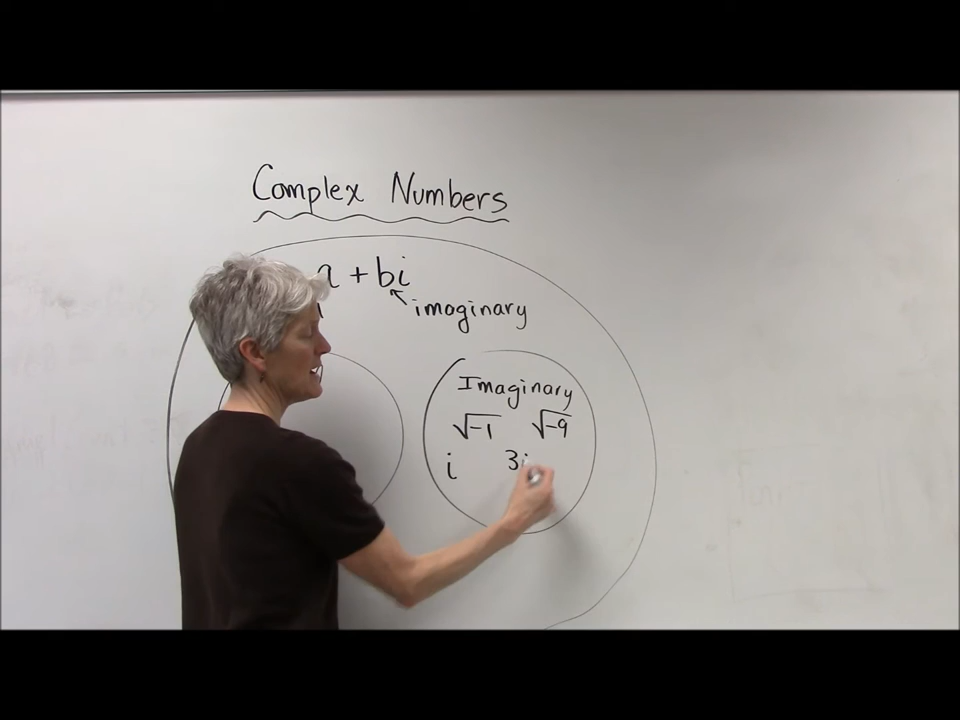 Complex Numbers
a + bi
imaginary
Imaginary
√-1 √-9
i 3i